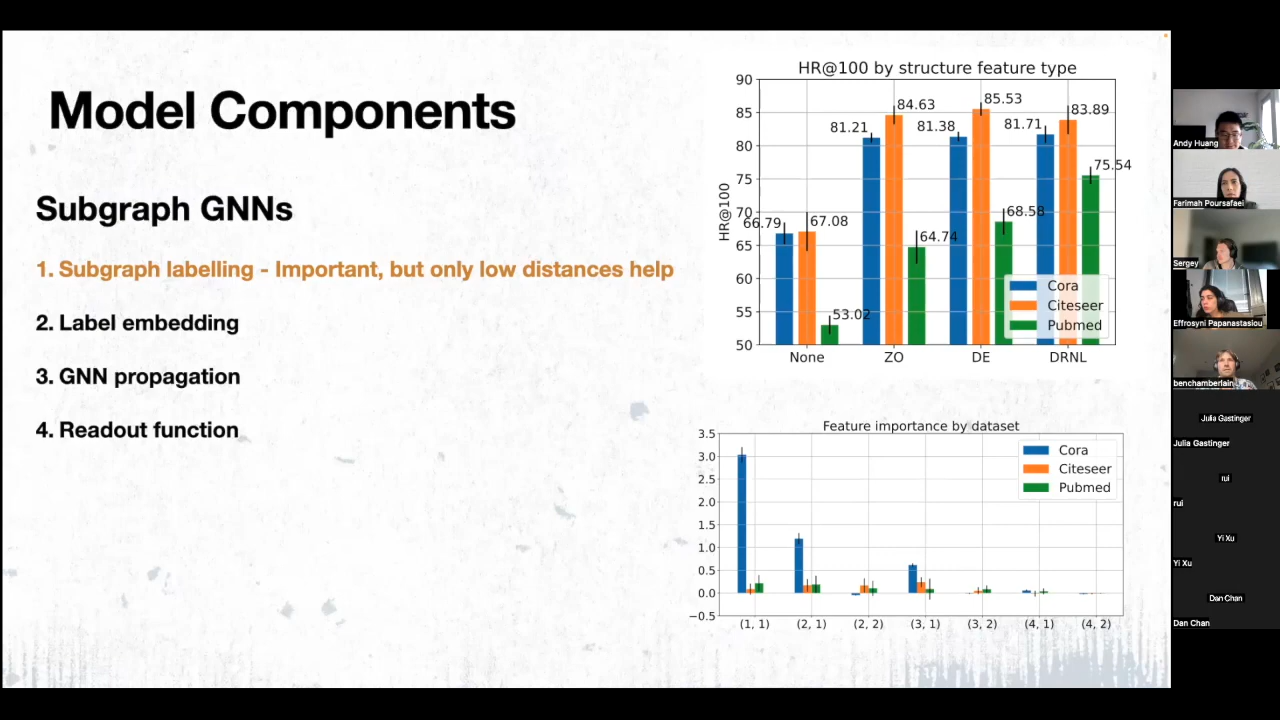 Model Components
Subgraph GNNs
1. Subgraph labelling - Important, but only low distances help
2. Label embedding
3. GNN propagation
4. Readout function
HR@100 by structure feature type
HR@100
90
85
80
75
70
65
60
55
50
66.79
67.08
53.02
81.21
84.63
64.74
81.38
85.53
68.58
81.71
83.89
75.54
Cora
Citeseer
Pubmed
None
ZO
DE
DRNL
Feature importance by dataset
3.5
3.0
2.5
2.0
1.5
1.0
0.5
0.0
−0.5
Cora
Citeseer
Pubmed
(1, 1)
(2, 1)
(2, 2)
(3, 1)
(3, 2)
(4, 1)
(4, 2)
Andy Huang
Farimah Poursafaei
Sergey
Effrosyni Papanastasiou
benchamberlain
Julia Gastinger
Julia Gastinger
rui
rui
Yi Xu
Yi Xu
Dan Chan
Dan Chan